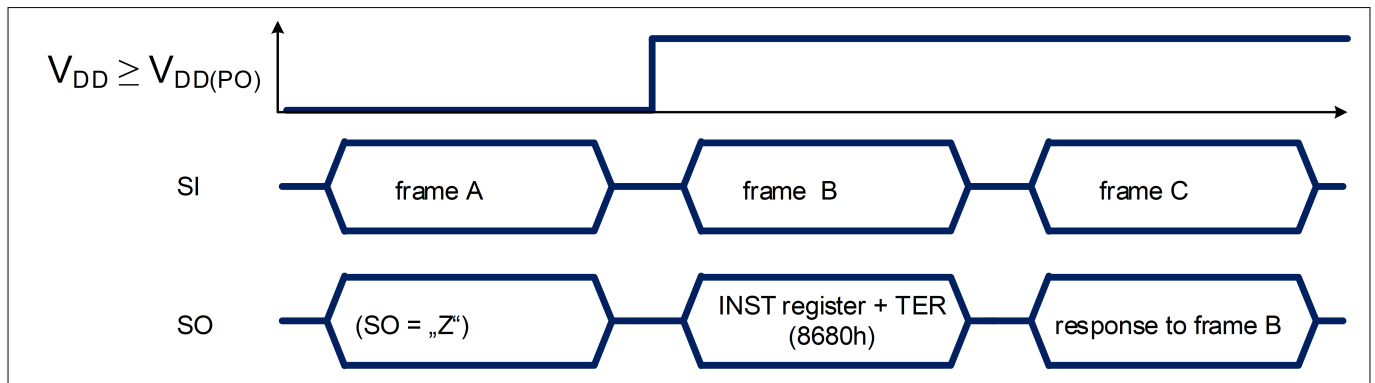 VDD ≥ VDD(PO)
SI
frame A
frame B
frame C
SO
(SO = „Z“)
INST register + TER
(8680h)
response to frame B